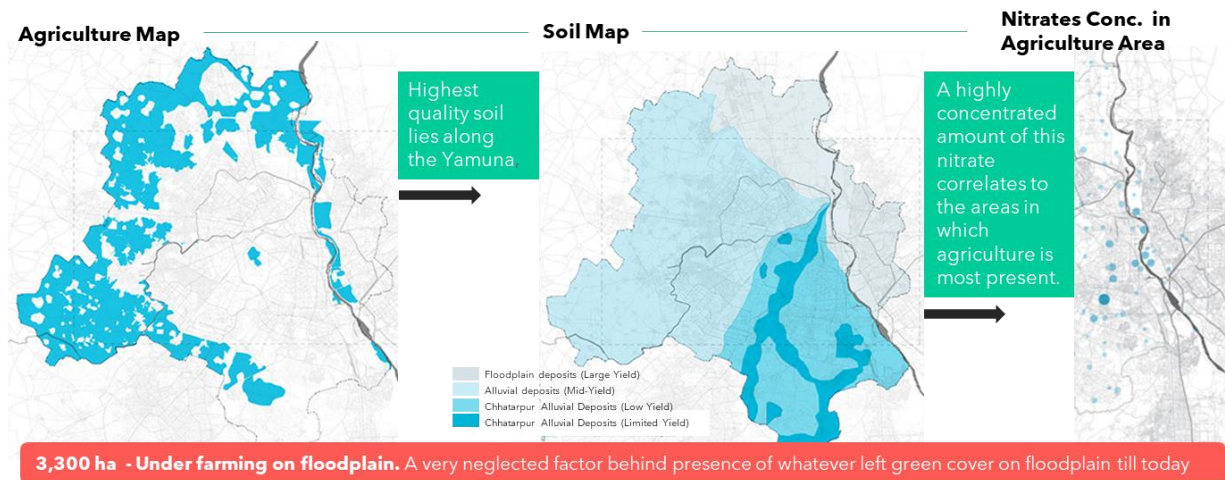 Agriculture Map
Soil Map
Nitrates Conc. in
Agriculture Area
Highest
quality soil
lies along
the Yamuna
A highly
concentrated
amount of this
nitrate
correlates to
the areas in
which
agriculture is
most present.
Floodplain deposits (Large Yield)
Alluvial deposits (Mid-Yield)
Chhatarpur Alluvial Deposits (Low Yield)
Chhatarpur Alluvial Deposits (Limited Yield)
3,300 ha - Under farming on floodplain. A very neglected factor behind presence of whatever left green cover on floodplain till today